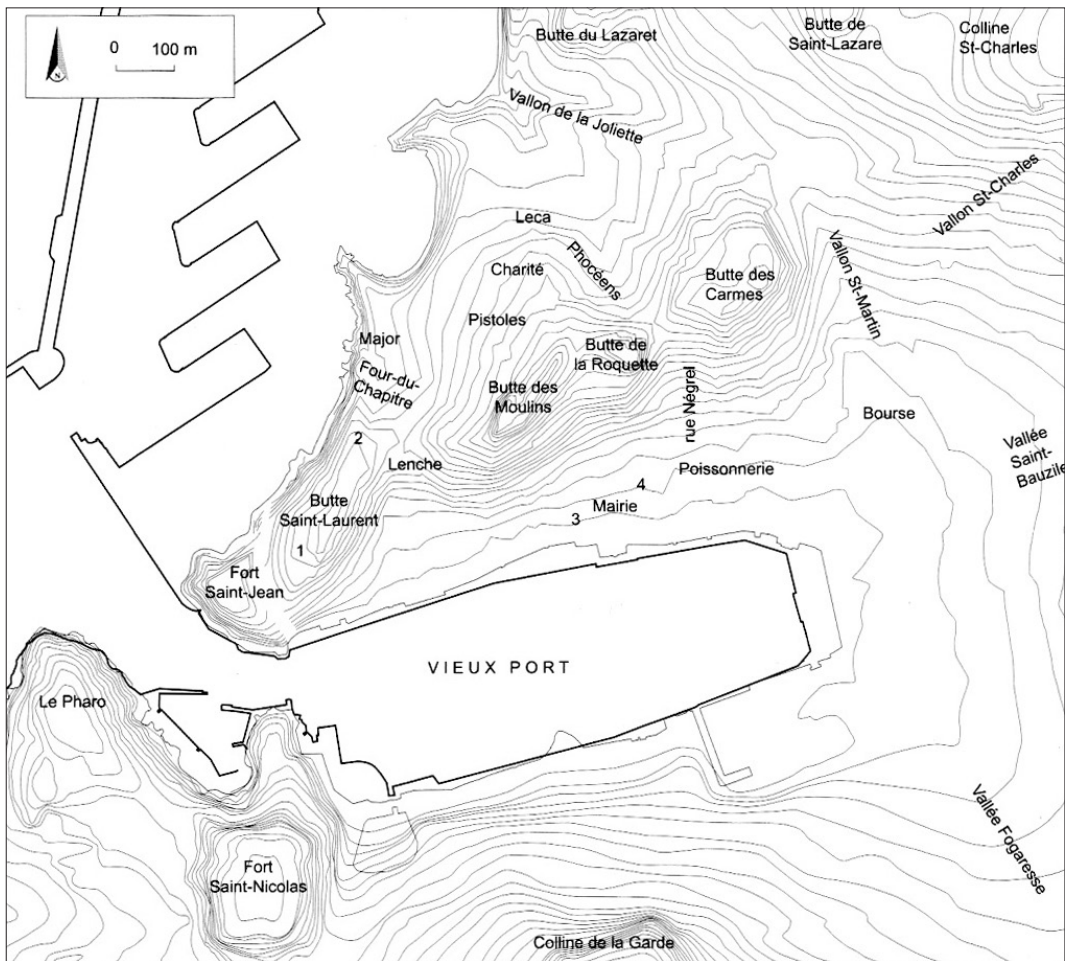 0 100 m
N
Butte du Lazaret
Butte de
Saint-Lazare
Colline
St-Charles
Vallon de la Joliette
Vallon St-Charles
Leca
Vallon St-Martin
Charité
Phocéens
Butte des
Carmes
Pistoles
Major
Butte de
la Roquette
Four-du-
Chapitre
Butte des
Moulins
rue Négrel
Bourse
2
Lenche
Vallée
Saint-
Bauzile
Poissonnerie
4
Butte
Saint-Laurent
Mairie
3
1
Fort
Saint-Jean
VIEUX PORT
Le Pharo
Vallée Fogaresse
Fort
Saint-Nicolas
Colline de la Garde